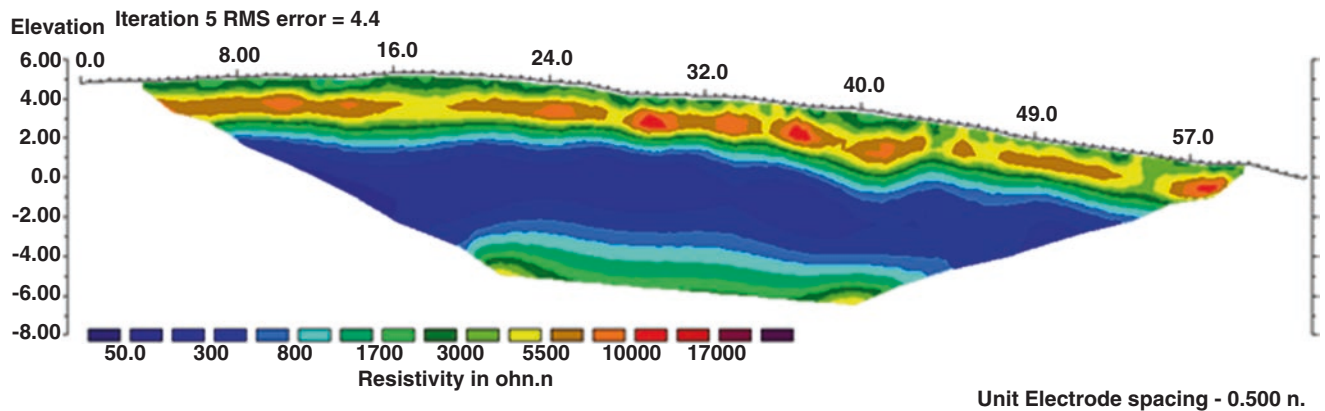 Iteration 5 RMS error = 4.4
Elevation
0.0 8.00 16.0 24.0 32.0 40.0 49.0 57.0
6.00
4.00
2.00
0.0
-2.00
-4.00
-6.00
-8.00
50.0 300 800 1700 3000 5500 10000 17000
Resistivity in ohn.n
Unit Electrode spacing - 0.500 n.